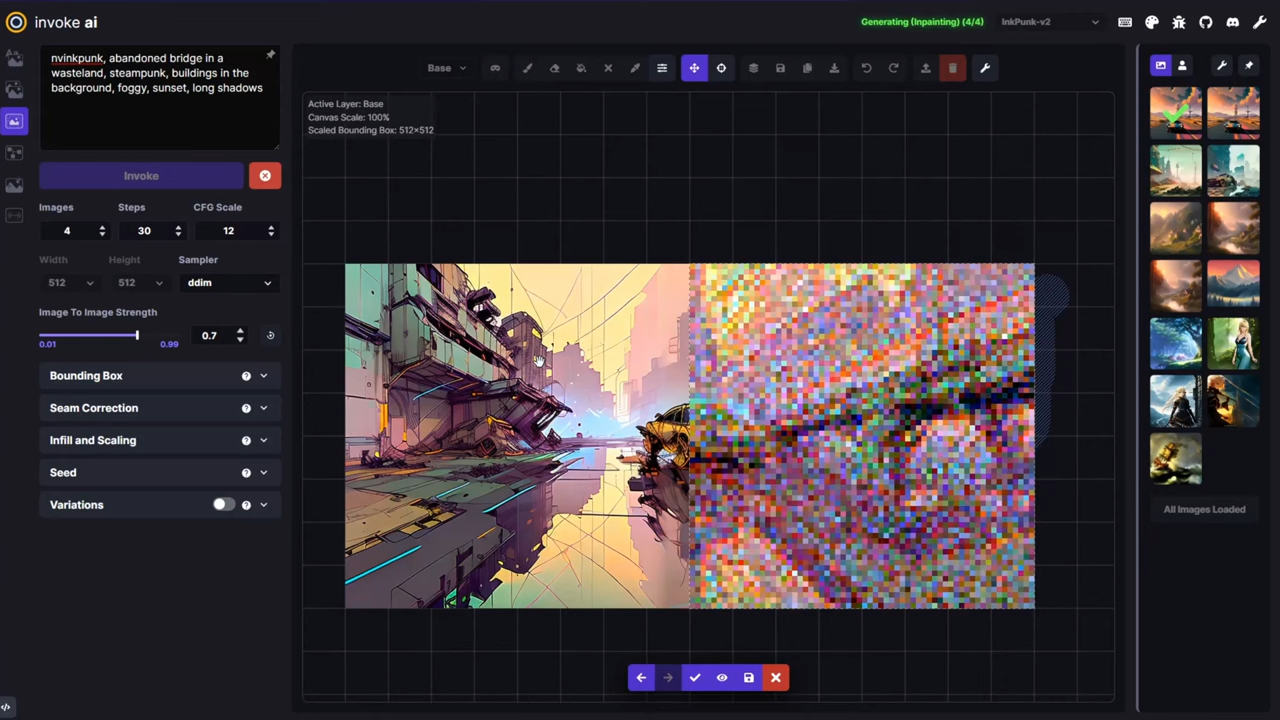 invoke ai
Generating (Inpainting) (4/4)
InkPunk-v2
nvinkpunk, abandoned bridge in a
wasteland, steampunk, buildings in the
background, foggy, sunset, long shadows
Invoke
Images
Steps
CFG Scale
4
30
12
Width
Height
Sampler
512
512
ddim
Image To Image Strength
0.7
0.01
0.99
Bounding Box
Seam Correction
Infill and Scaling
Seed
Variations
Base
Active Layer: Base
Canvas Scale: 100%
Scaled Bounding Box: 512×512
All Images Loaded